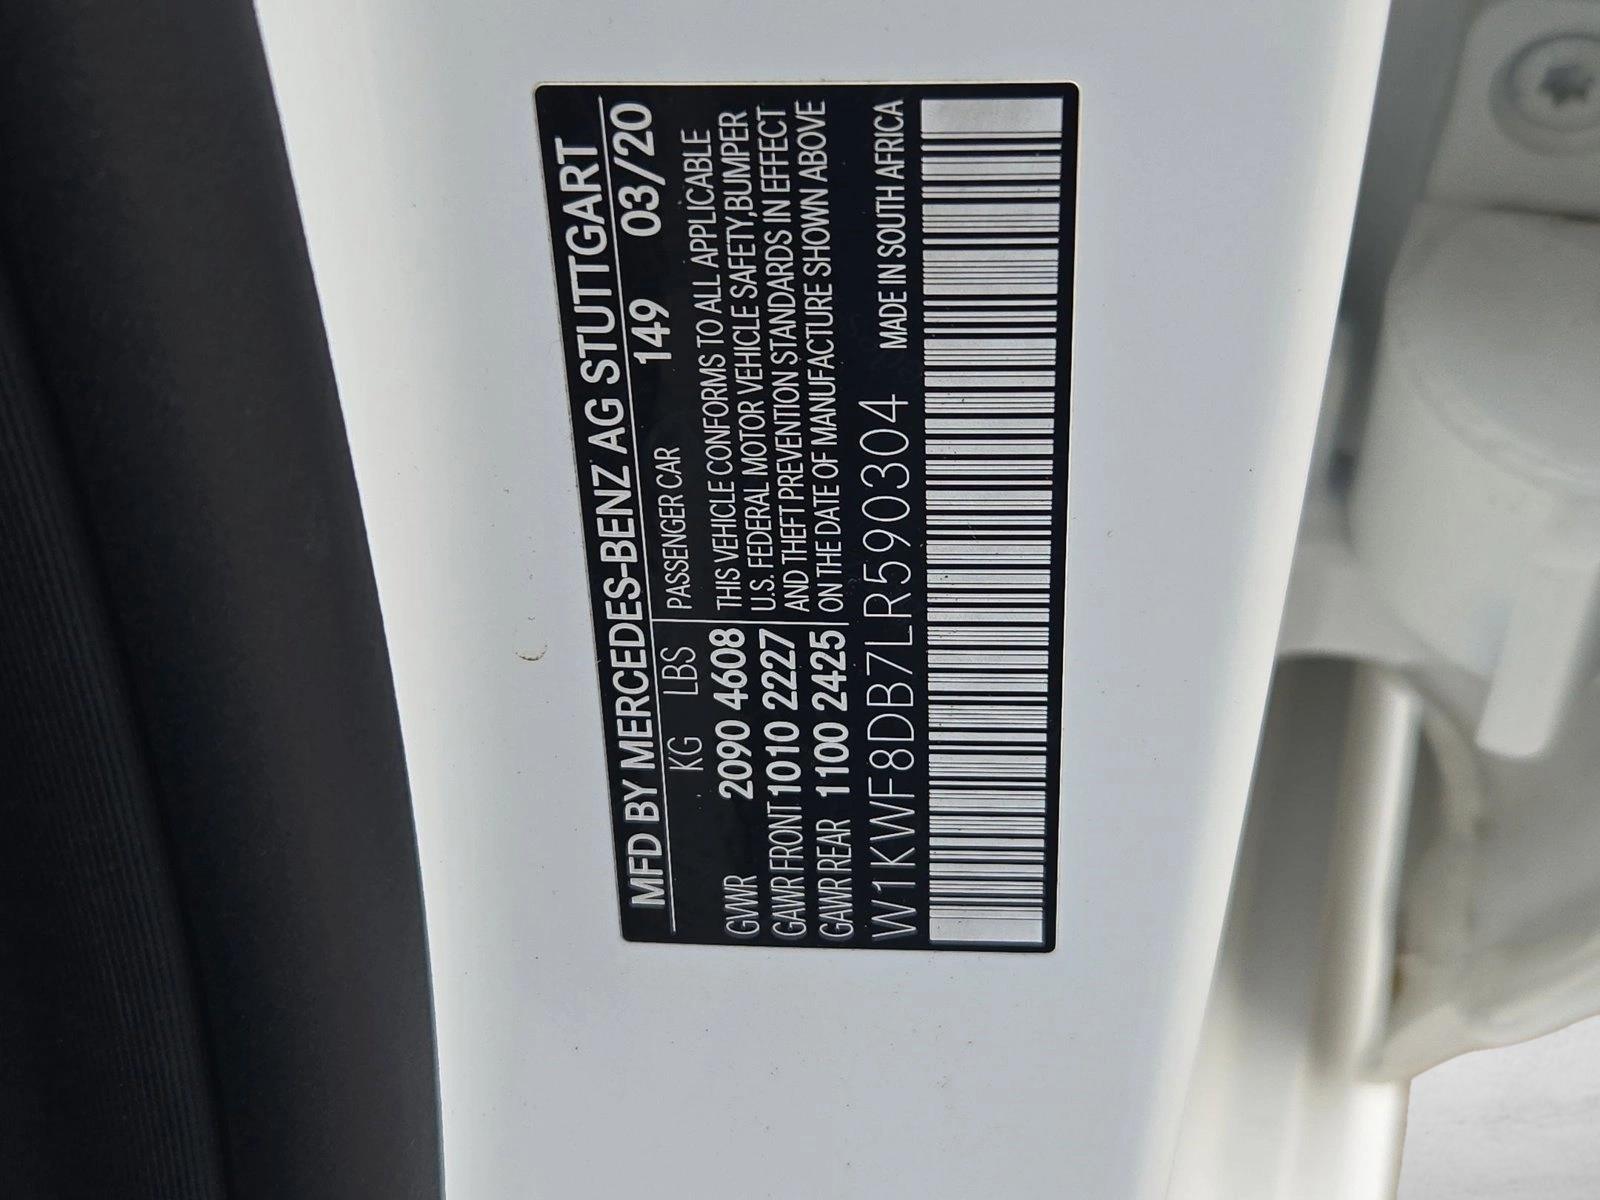 MFD BY MERCEDES-BENZ AG STUTTGART
KG LBS 149 03/20
PASSENGER CAR
GVWR 2090 4608
GAWR FRONT 1010 2227
GAWR REAR 1100 2425
THIS VEHICLE CONFORMS TO ALL APPLICABLE
U.S. FEDERAL MOTOR VEHICLE SAFETY,BUMPER
AND THEFT PREVENTION STANDARDS IN EFFECT
ON THE DATE OF MANUFACTURE SHOWN ABOVE
W1KWF8DB7LR590304 MADE IN SOUTH AFRICA